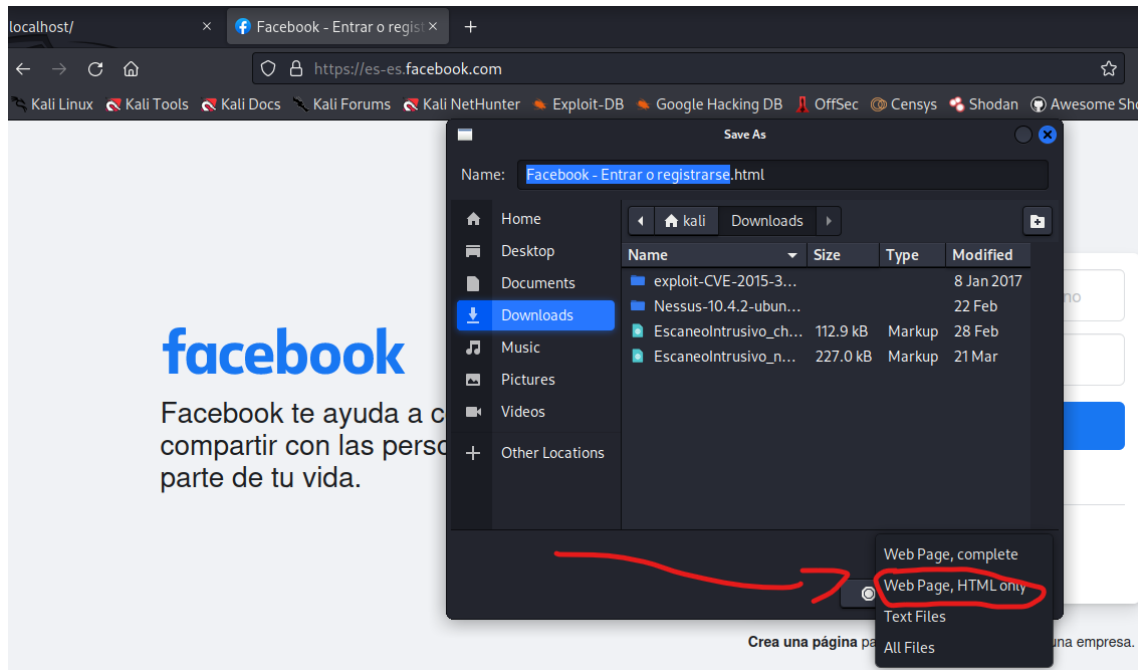 localhost/
Facebook - Entrar o regist
https://es-es.facebook.com
Kali Linux Kali Tools Kali Docs Kali Forums Kali NetHunter Exploit-DB Google Hacking DB OffSec Censys Shodan Awesome Sho
Save As
Name: Facebook - Entrar o registrarse.html
Home
Desktop
Documents
Downloads
Music
Pictures
Videos
Other Locations
kali Downloads
Name Size Type Modified
exploit-CVE-2015-3... 8 Jan 2017
Nessus-10.4.2-ubun... 22 Feb
EscaneoIntrusivo_ch... 112.9 kB Markup 28 Feb
EscaneoIntrusivo_n... 227.0 kB Markup 21 Mar
facebook
Facebook te ayuda a c
compartir con las perso
parte de tu vida.
Web Page, complete
Web Page, HTML only
Text Files
All Files
Crea una página pa
una empresa.